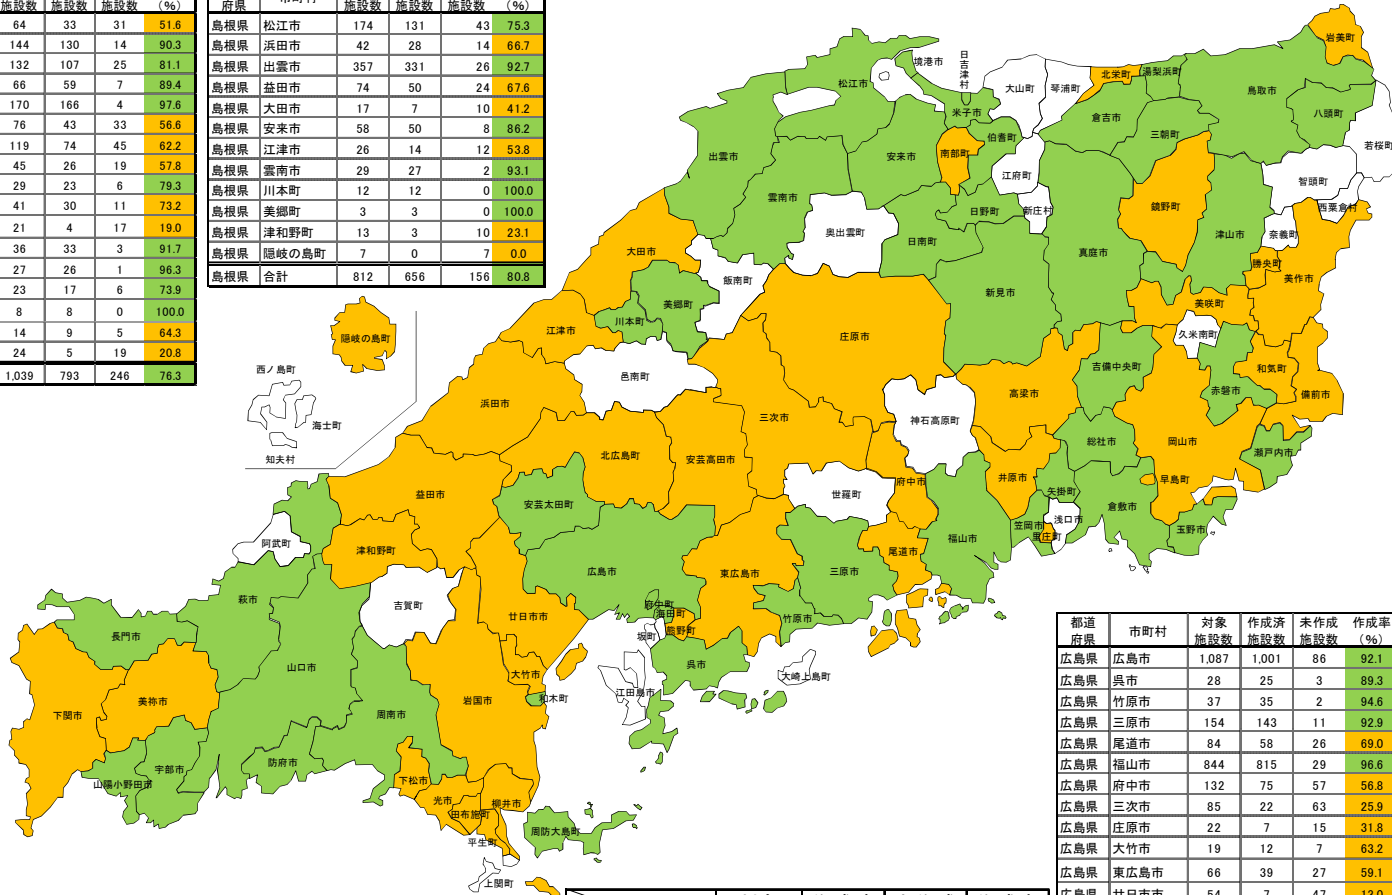 施設数 施設数 施設数 (%)
64 33 31 51.6
144 130 14 90.3
132 107 25 81.1
66 59 7 89.4
170 166 4 97.6
76 43 33 56.6
119 74 45 62.2
45 26 19 57.8
29 23 6 79.3
41 30 11 73.2
21 4 17 19.0
36 33 3 91.7
27 26 1 96.3
23 17 6 73.9
8 8 0 100.0
14 9 5 64.3
24 5 19 20.8
1,039 793 246 76.3
府県 施設数 施設数 施設数 (%)
島根県 松江市 174 131 43 75.3
島根県 浜田市 42 28 14 66.7
島根県 出雲市 357 331 26 92.7
島根県 益田市 74 50 24 67.6
島根県 大田市 17 7 10 41.2
島根県 安来市 58 50 8 86.2
島根県 江津市 26 14 12 53.8
島根県 雲南市 29 27 2 93.1
島根県 川本町 12 12 0 100.0
島根県 美郷町 3 3 0 100.0
島根県 津和野町 13 3 10 23.1
島根県 隠岐の島町 7 0 7 0.0
島根県 合計 812 656 156 80.8
岩美町
境港市
日吉津村
松江市
大山町
琴浦町
北栄町
湯梨浜町
鳥取市
米子市
倉吉市
八頭町
三朝町
伯耆町
若桜町
出雲市
安来市
南部町
江府町
智頭町
雲南市
日野町
新庄村
鏡野町
西粟倉村
奥出雲町
日南町
津山市
奈義町
大田市
真庭市
勝央町
飯南町
美作市
新見市
美郷町
美咲町
川本町
江津市
庄原市
隠岐の島町
久米南町
吉備中央町
西ノ島町
邑南町
和気町
高梁市
赤磐市
備前市
浜田市
三次市
神石高原町
海士町
総社市
岡山市
北広島町
安芸高田市
瀬戸内市
知夫村
井原市
府中市
早島町
益田市
世羅町
矢掛町
安芸太田町
倉敷市
浅口市
笠岡市
玉野市
里庄町
福山市
阿武町
津和野町
尾道市
広島市
東広島市
三原市
萩市
吉賀町
府中町
海田町
廿日市市
竹原市
熊野町
坂町
長門市
呉市
山口市
大竹市
大崎上島町
江田島市
和木町
岩国市
美祢市
下関市
周南市
防府市
宇部市
下松市
山陽小野田市
光市
柳井市
田布施町
周防大島町
平生町
上関町
都道府県 市町村 対象施設数 作成済施設数 未作成施設数 作成率(%)
広島県 広島市 1,087 1,001 86 92.1
広島県 呉市 28 25 3 89.3
広島県 竹原市 37 35 2 94.6
広島県 三原市 154 143 11 92.9
広島県 尾道市 84 58 26 69.0
広島県 福山市 844 815 29 96.6
広島県 府中市 132 75 57 56.8
広島県 三次市 85 22 63 25.9
広島県 庄原市 22 7 15 31.8
広島県 大竹市 19 12 7 63.2
広島県 東広島市 66 39 27 59.1
広島県 廿日市市 54 7 47 13.0